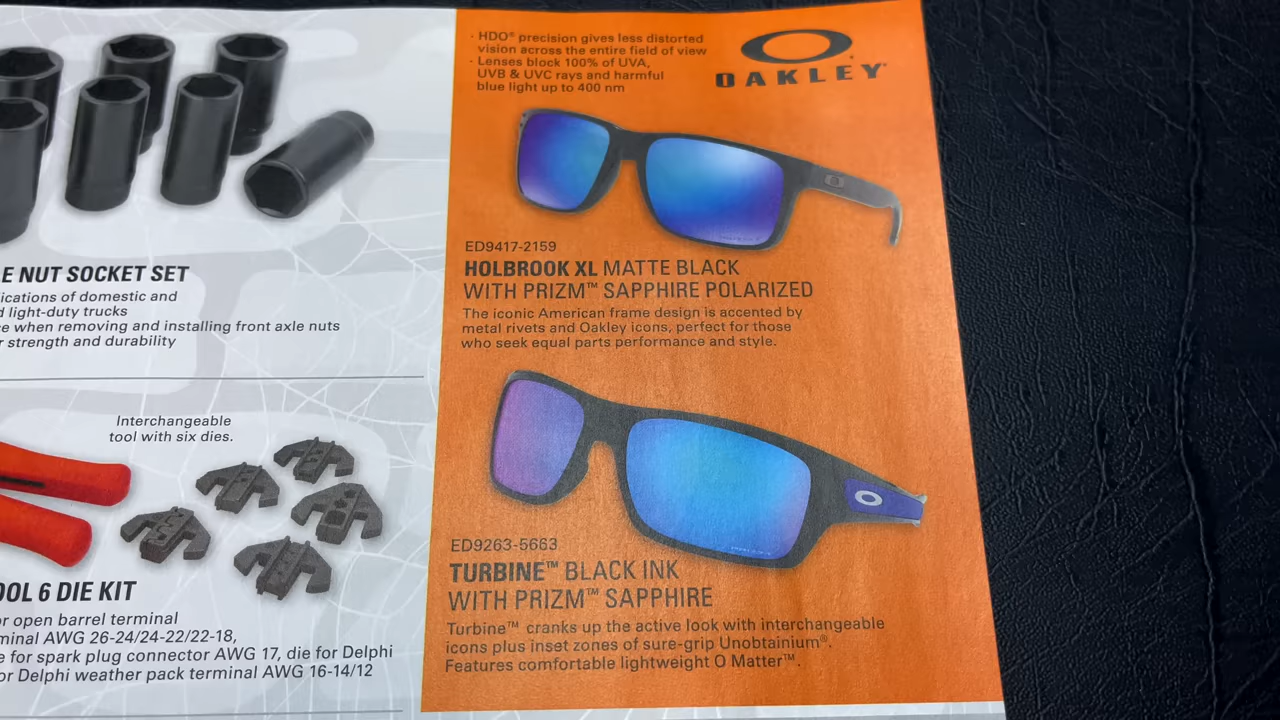 E NUT SOCKET SET
ications of domestic and
d light-duty trucks
ce when removing and installing front axle nuts
r strength and durability
Interchangeable
tool with six dies.
OOL 6 DIE KIT
or open barrel terminal
minal AWG 26-24/24-22/22-18,
e for spark plug connector AWG 17, die for Delphi
or Delphi weather pack terminal AWG 16-14/12
· HDO® precision gives less distorted
vision across the entire field of view
· Lenses block 100% of UVA,
UVB & UVC rays and harmful
blue light up to 400 nm
OAKLEY
ED9417-2159
HOLBROOK XL MATTE BLACK
WITH PRIZM™ SAPPHIRE POLARIZED
The iconic American frame design is accented by
metal rivets and Oakley icons, perfect for those
who seek equal parts performance and style.
ED9263-5663
TURBINE™ BLACK INK
WITH PRIZM™ SAPPHIRE
Turbine™ cranks up the active look with interchangeable
icons plus inset zones of sure-grip Unobtainium®.
Features comfortable lightweight O Matter™.